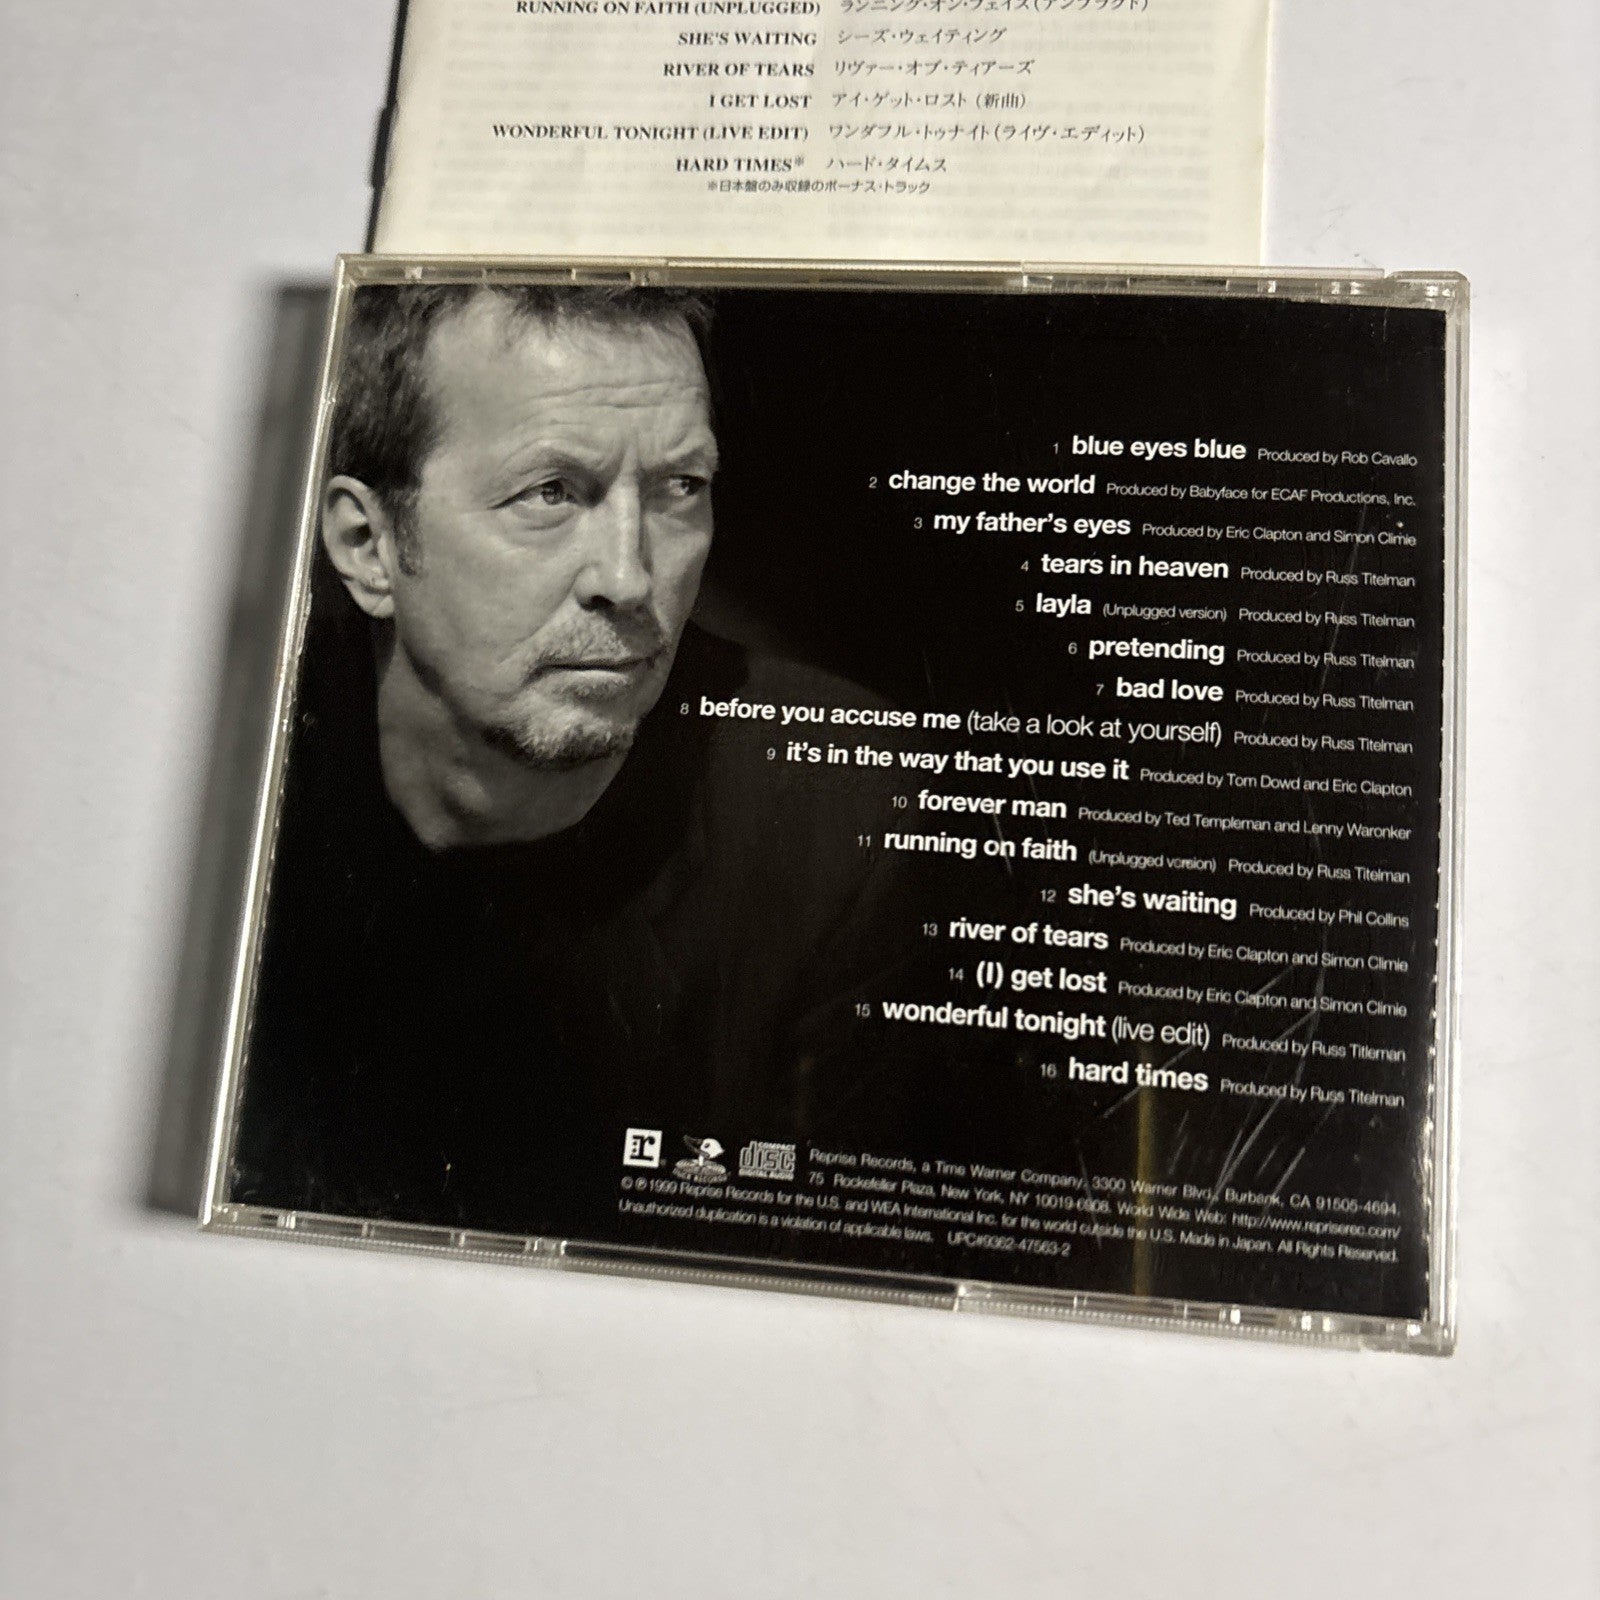 RUNNING ON FAITH (UNPLUGGED) ランニング・オン・フェイス(アンプラグド)
SHE'S WAITING シーズ・ウェイティング
RIVER OF TEARS リヴァー・オブ・ティアーズ
I GET LOST アイ・ゲット・ロスト(新曲)
WONDERFUL TONIGHT (LIVE EDIT) ワンダフル・トゥナイト(ライヴ・エディット)
HARD TIMES※ ハード・タイムス
※日本盤のみ収録のボーナス・トラック
1 blue eyes blue Produced by Rob Cavallo
2 change the world Produced by Babyface for ECAF Productions, Inc.
3 my father's eyes Produced by Eric Clapton and Simon Climie
4 tears in heaven Produced by Russ Titelman
5 layla (Unplugged version) Produced by Russ Titelman
6 pretending Produced by Russ Titelman
7 bad love Produced by Russ Titelman
8 before you accuse me (take a look at yourself) Produced by Russ Titelman
9 it's in the way that you use it Produced by Tom Dowd and Eric Clapton
10 forever man Produced by Ted Templeman and Lenny Waronker
11 running on faith (Unplugged version) Produced by Russ Titelman
12 she's waiting Produced by Phil Collins
13 river of tears Produced by Eric Clapton and Simon Climie
14 (I) get lost Produced by Eric Clapton and Simon Climie
15 wonderful tonight (live edit) Produced by Russ Titleman
16 hard times Produced by Russ Titelman
r
COMPACT disc DIGITAL AUDIO
Reprise Records, a Time Warner Company, 3300 Warner Blvd., Burbank, CA 91505-4694.
75 Rockefeller Plaza, New York, NY 10019-6908. World Wide Web: http://www.repriserec.com/
© ℗ 1999 Reprise Records for the U.S. and WEA International Inc. for the world outside the U.S. Made in Japan. All Rights Reserved.
Unauthorized duplication is a violation of applicable laws. UPC#9362-47563-2